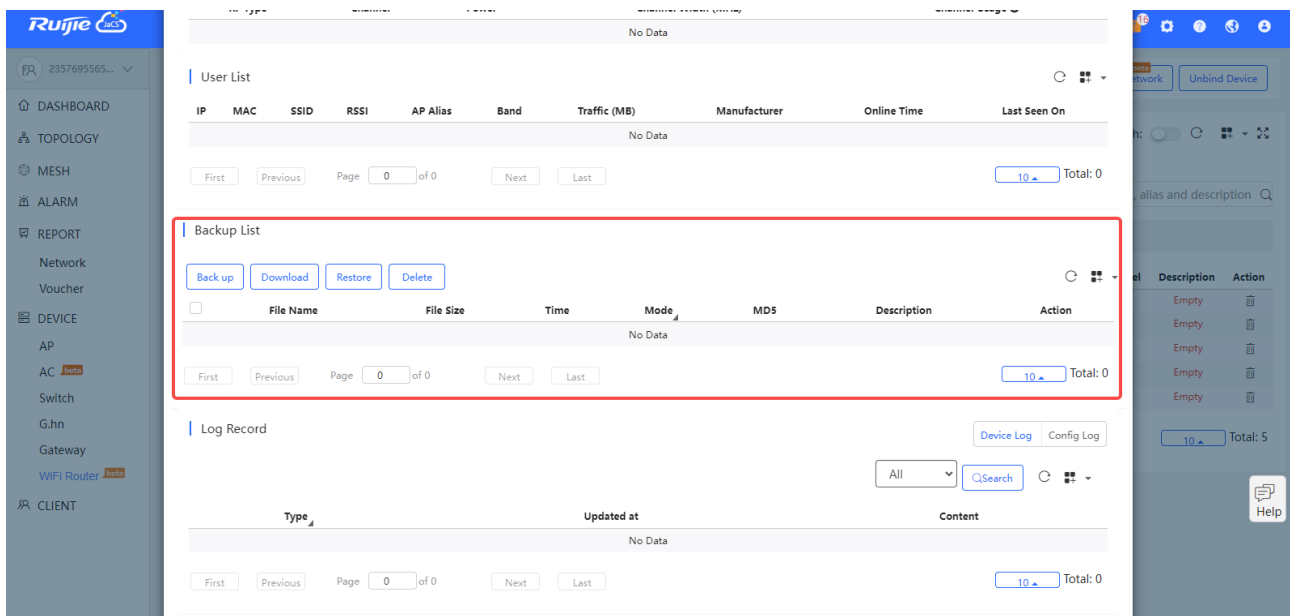 Ruijie JaCS
16
2357695565...
DASHBOARD
TOPOLOGY
MESH
ALARM
REPORT
Network
Voucher
DEVICE
AP
AC beta
Switch
G.hn
Gateway
WiFi Router beta
CLIENT
No Data
User List
IP MAC SSID RSSI AP Alias Band Traffic (MB) Manufacturer Online Time Last Seen On
No Data
First Previous Page 0 of 0 Next Last 10 Total: 0
Backup List
Back up Download Restore Delete
File Name File Size Time Mode MD5 Description Action
No Data
First Previous Page 0 of 0 Next Last 10 Total: 0
Log Record
Device Log Config Log
All Search
Type Updated at Content
No Data
First Previous Page 0 of 0 Next Last 10 Total: 0
beta
Unbind Device
, alias and description
Description Action
Empty
Empty
Empty
Empty
Empty
10 Total: 5
Help